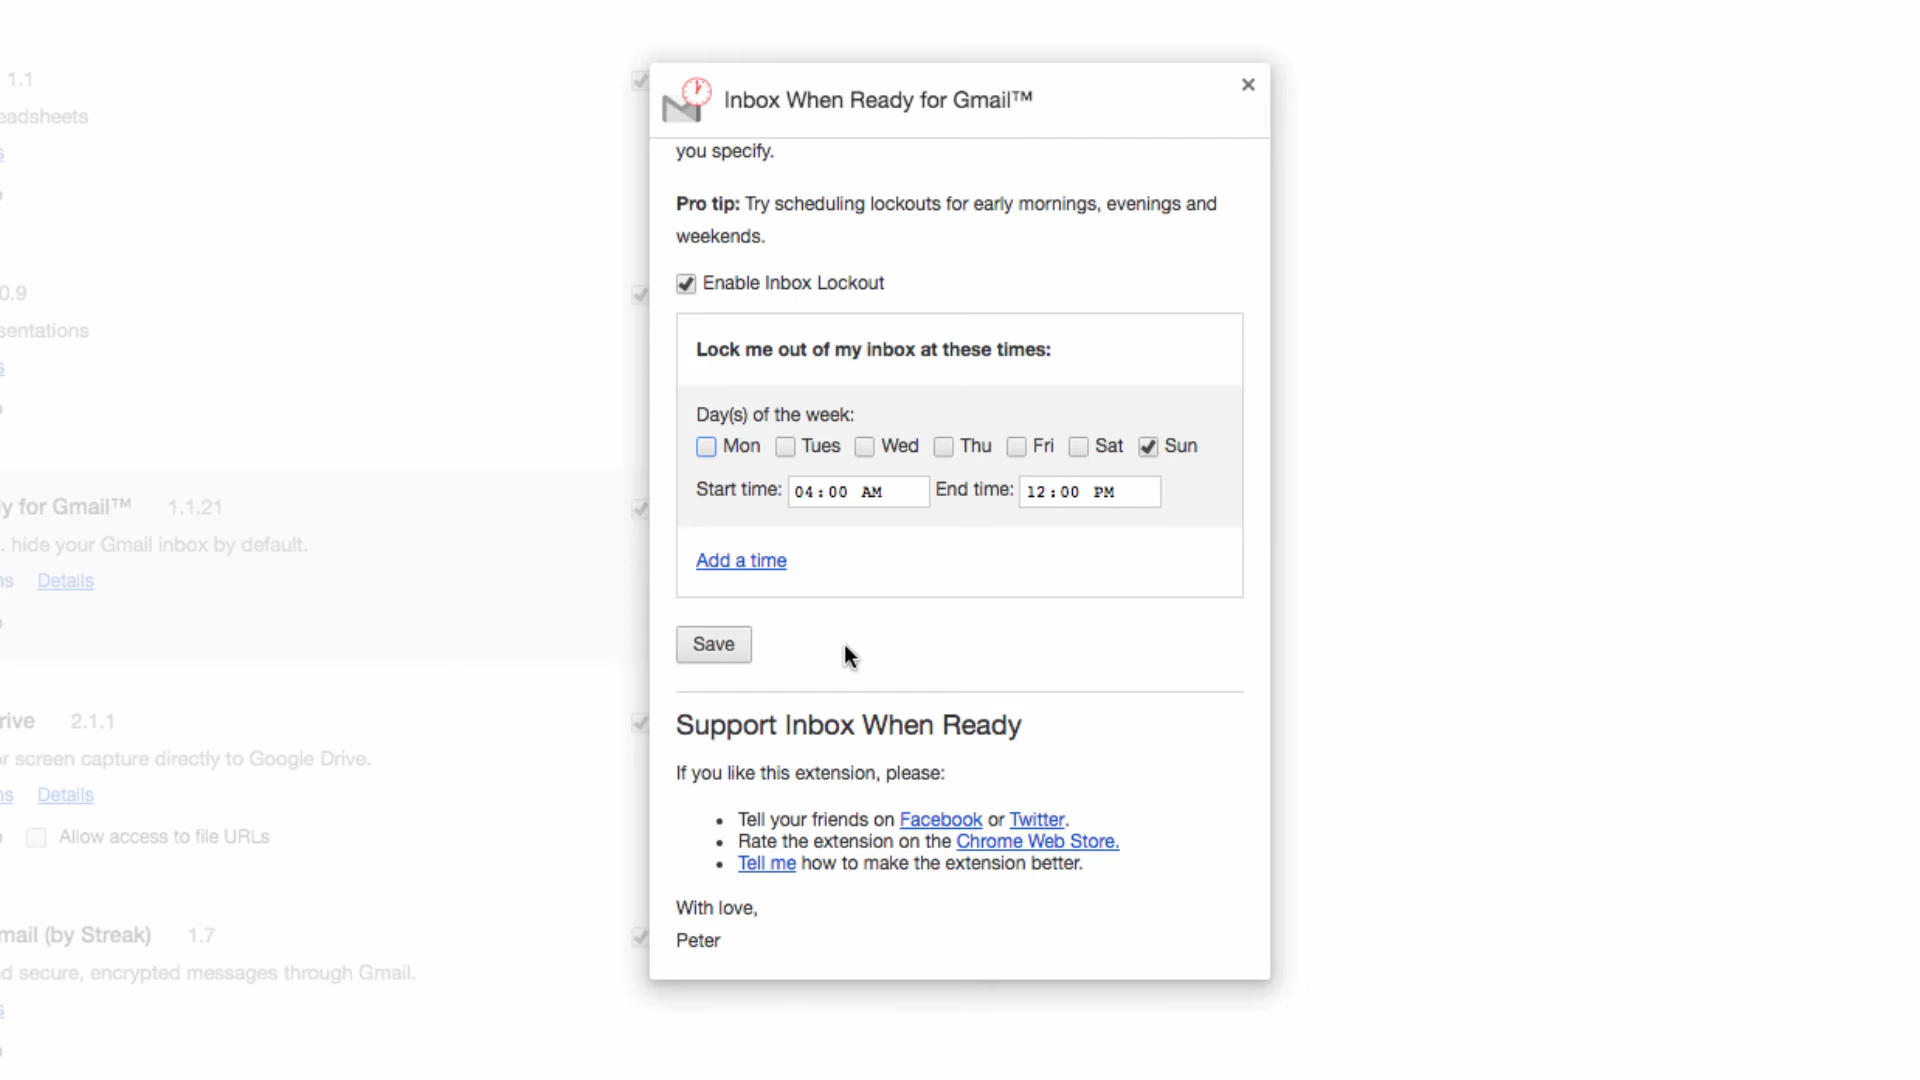 Inbox When Ready for Gmail™
you specify.
Pro tip: Try scheduling lockouts for early mornings, evenings and
weekends.
Enable Inbox Lockout
Lock me out of my inbox at these times:
Day(s) of the week:
Mon Tues Wed Thu Fri Sat Sun
Start time: 04:00 AM End time: 12:00 PM
Add a time
Save
Support Inbox When Ready
If you like this extension, please:
• Tell your friends on Facebook or Twitter.
• Rate the extension on the Chrome Web Store.
• Tell me how to make the extension better.
With love,
Peter
1.1
eadsheets
0.9
sentations
y for Gmail™ 1.1.21
. hide your Gmail inbox by default.
ns Details
rive 2.1.1
or screen capture directly to Google Drive.
ns Details
Allow access to file URLs
mail (by Streak) 1.7
d secure, encrypted messages through Gmail.